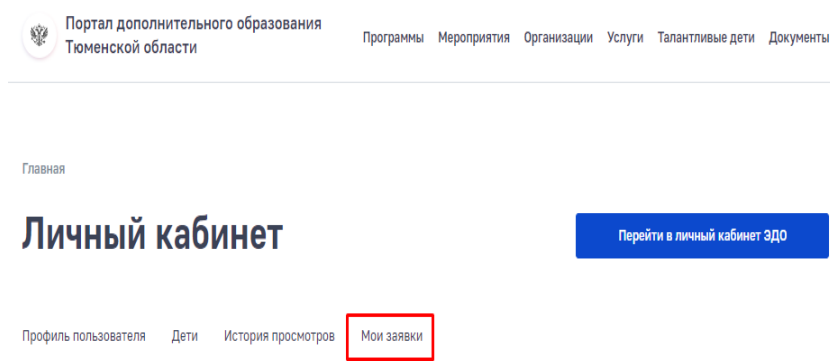 Портал дополнительного образования
Тюменской области
Программы Мероприятия Организации Услуги Талантливые дети Документы
Главная
Личный кабинет
Перейти в личный кабинет ЭДО
Профиль пользователя Дети История просмотров Мои заявки